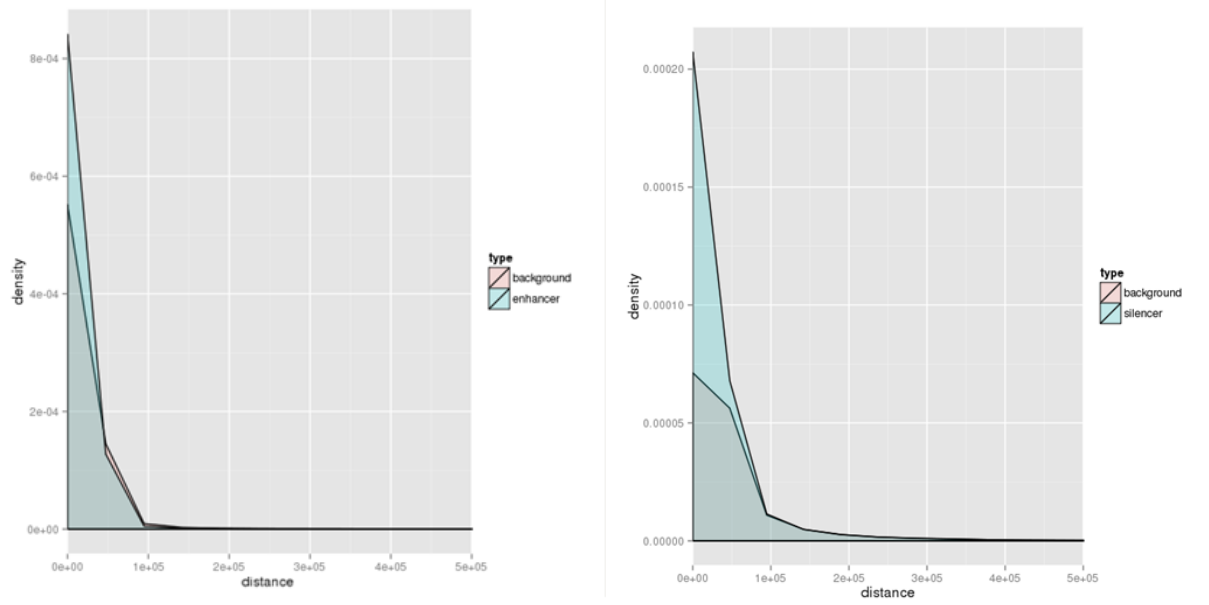 8e-04
6e-04
4e-04
2e-04
0e+00
density
0e+00 1e+05 2e+05 3e+05 4e+05 5e+05
distance
type
background
enhancer
0.00020
0.00015
0.00010
0.00005
0.00000
density
0e+00 1e+05 2e+05 3e+05 4e+05 5e+05
distance
type
background
silencer